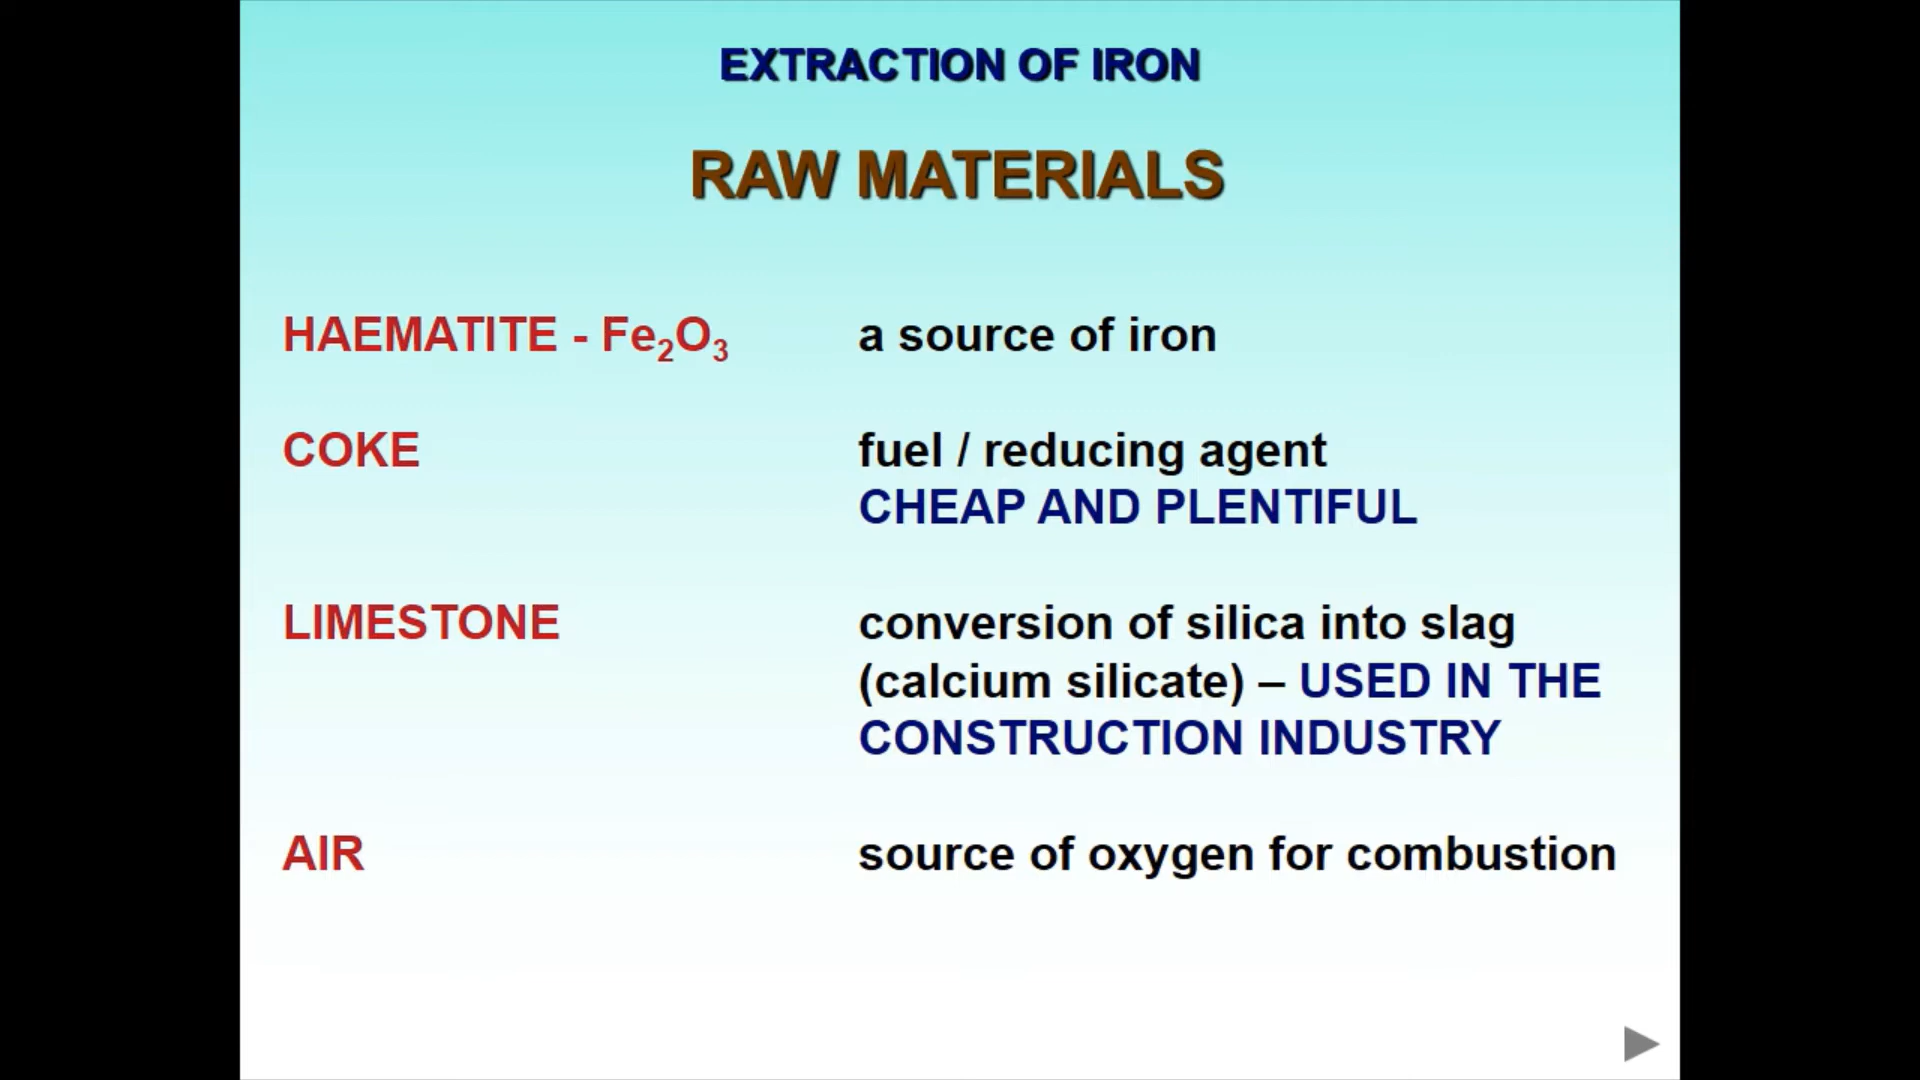 EXTRACTION OF IRON
RAW MATERIALS
HAEMATITE - Fe₂O₃ a source of iron
COKE fuel / reducing agent
CHEAP AND PLENTIFUL
LIMESTONE conversion of silica into slag
(calcium silicate) – USED IN THE
CONSTRUCTION INDUSTRY
AIR source of oxygen for combustion